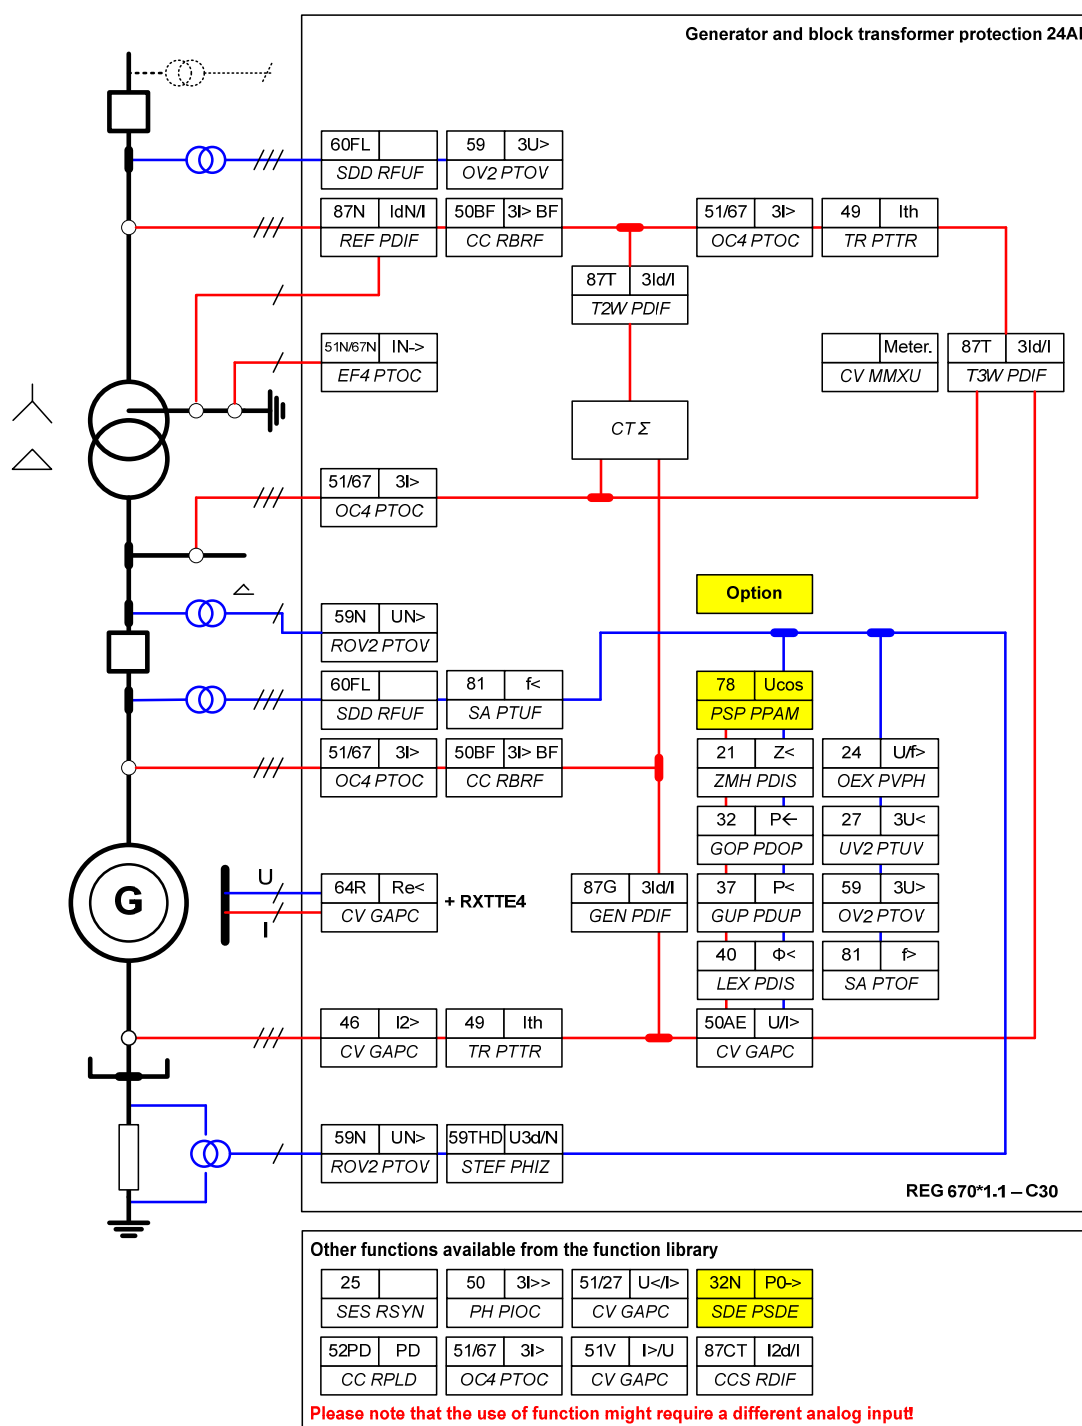 Generator and block transformer protection 24AI
60FL
SDD RFUF
59 3U>
OV2 PTOV
87N IdN/I
REF PDIF
50BF 3I> BF
CC RBRF
51/67 3I>
OC4 PTOC
49 Ith
TR PTTR
87T 3Id/I
T2W PDIF
51N/67N IN->
EF4 PTOC
Meter.
CV MMXU
87T 3Id/I
T3W PDIF
CT Σ
51/67 3I>
OC4 PTOC
Option
59N UN>
ROV2 PTOV
60FL
SDD RFUF
81 f<
SA PTUF
78 Ucos
PSP PPAM
51/67 3I>
OC4 PTOC
50BF 3I> BF
CC RBRF
21 Z<
ZMH PDIS
24 U/f>
OEX PVPH
32 P←
GOP PDOP
27 3U<
UV2 PTUV
G
U
I
64R Re<
CV GAPC
+ RXTTE4
87G 3Id/I
GEN PDIF
37 P<
GUP PDUP
59 3U>
OV2 PTOV
40 Φ<
LEX PDIS
81 f>
SA PTOF
46 I2>
CV GAPC
49 Ith
TR PTTR
50AE U/I>
CV GAPC
59N UN>
ROV2 PTOV
59THD U3d/N
STEF PHIZ
REG 670*1.1 – C30
Other functions available from the function library
25
SES RSYN
50 3I>>
PH PIOC
51/27 U</I>
CV GAPC
32N P0->
SDE PSDE
52PD PD
CC RPLD
51/67 3I>
OC4 PTOC
51V I>/U
CV GAPC
87CT I2d/I
CCS RDIF
Please note that the use of function might require a different analog input!